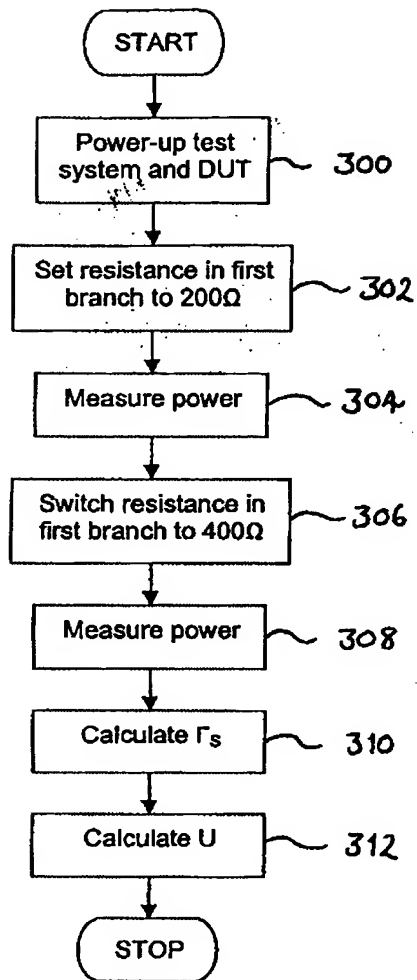 START
Power-up test
system and DUT
300
Set resistance in first
branch to 200Ω
302
Measure power
304
Switch resistance in
first branch to 400Ω
306
Measure power
308
Calculate Γs
310
Calculate U
312
STOP